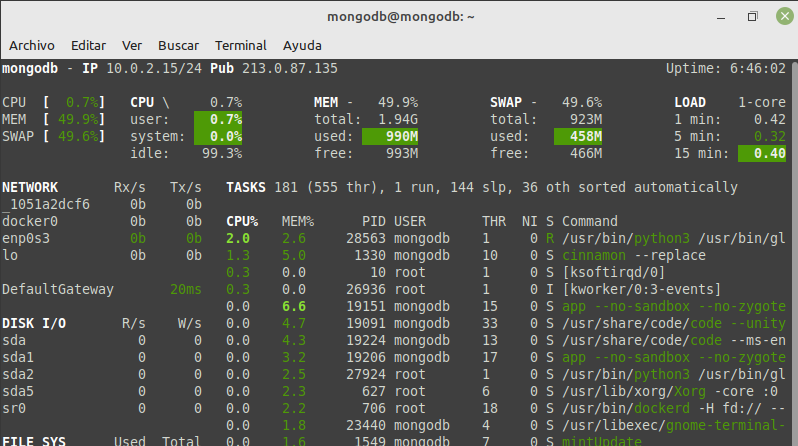 mongodb@mongodb: ~
Archivo Editar Ver Buscar Terminal Ayuda
mongodb - IP 10.0.2.15/24 Pub 213.0.87.135 Uptime: 6:46:02
CPU [ 0.7%] CPU \ 0.7% MEM - 49.9% SWAP - 49.6% LOAD 1-core
MEM [ 49.9%] user: 0.7% total: 1.94G total: 923M 1 min: 0.42
SWAP [ 49.6%] system: 0.0% used: 990M used: 458M 5 min: 0.32
idle: 99.3% free: 993M free: 466M 15 min: 0.40
NETWORK Rx/s Tx/s TASKS 181 (555 thr), 1 run, 144 slp, 36 oth sorted automatically
_1051a2dcf6 0b 0b
docker0 0b 0b CPU% MEM% PID USER THR NI S Command
enp0s3 0b 0b 2.0 2.6 28563 mongodb 1 0 R /usr/bin/python3 /usr/bin/gl
lo 0b 0b 1.3 5.0 1330 mongodb 10 0 S cinnamon --replace
0.3 0.0 10 root 1 0 S [ksoftirqd/0]
DefaultGateway 20ms 0.3 0.0 26936 root 1 0 I [kworker/0:3-events]
0.0 6.6 19151 mongodb 15 0 S app --no-sandbox --no-zygote
DISK I/O R/s W/s 0.0 4.7 19091 mongodb 33 0 S /usr/share/code/code --unity
sda 0 0 0.0 4.3 19224 mongodb 13 0 S /usr/share/code/code --ms-en
sda1 0 0 0.0 3.2 19206 mongodb 17 0 S app --no-sandbox --no-zygote
sda2 0 0 0.0 2.5 27924 root 1 0 S /usr/bin/python3 /usr/bin/gl
sda5 0 0 0.0 2.3 627 root 6 0 S /usr/lib/xorg/Xorg -core :0
sr0 0 0 0.0 2.2 706 root 18 0 S /usr/bin/dockerd -H fd:// --
0.0 1.8 23440 mongodb 4 0 S /usr/libexec/gnome-terminal-
FILE SYS Used Total 0.0 1.6 1549 mongodb 7 0 S mintUpdate